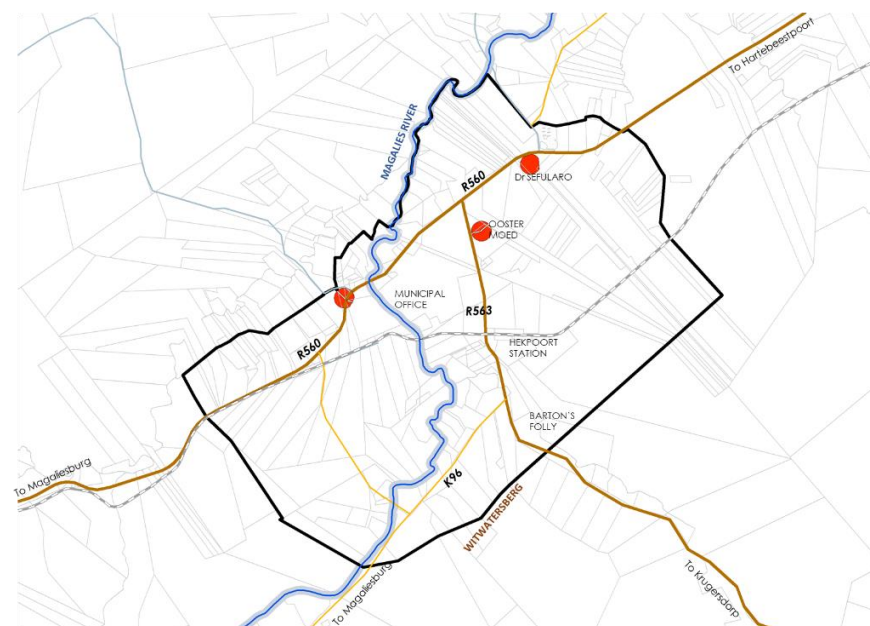 To Hartebeestpoort
MAGALIES RIVER
R560
Dr SEFULARO
OOSTER
MOED
MUNICIPAL
OFFICE
R563
R560
HEKPOORT
STATION
BARTON'S
FOLLY
To Magaliesburg
K96
WITWATERSBERG
To Magaliesburg
To Krugersdorp